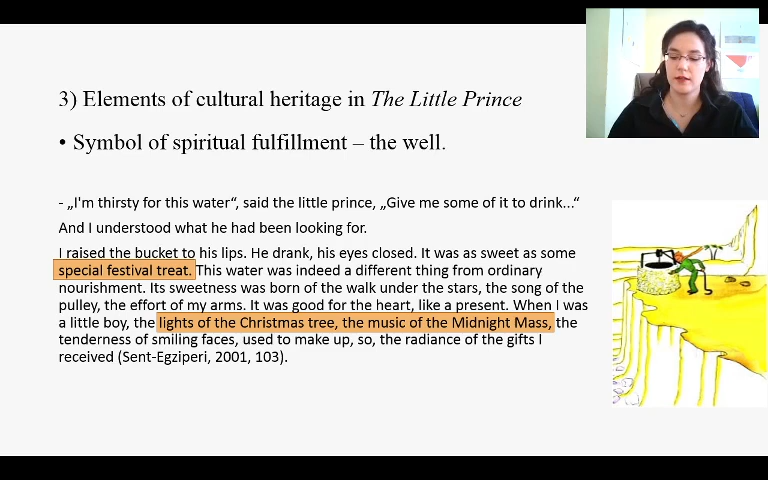 3) Elements of cultural heritage in The Little Prince
• Symbol of spiritual fulfillment – the well.
- „I'm thirsty for this water“, said the little prince, „Give me some of it to drink...“
And I understood what he had been looking for.
I raised the bucket to his lips. He drank, his eyes closed. It was as sweet as some
special festival treat. This water was indeed a different thing from ordinary
nourishment. Its sweetness was born of the walk under the stars, the song of the
pulley, the effort of my arms. It was good for the heart, like a present. When I was
a little boy, the lights of the Christmas tree, the music of the Midnight Mass, the
tenderness of smiling faces, used to make up, so, the radiance of the gifts I
received (Sent-Egziperi, 2001, 103).